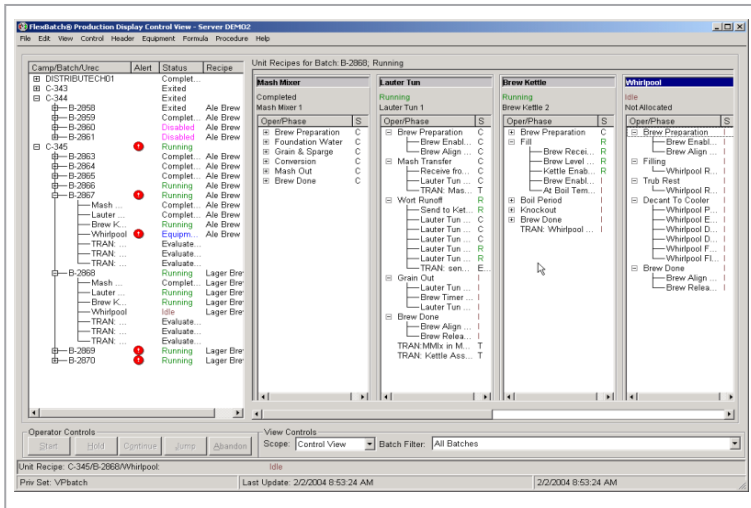 FlexBatch® Production Display Control View - Server DEMO2
File Edit View Control Header Equipment Formula Procedure Help
Unit Recipes for Batch: B-2868; Running
Camp/Batch/Urec Alert Status Recipe
DISTRIBUTECH01 Complet...
C-343 Exited
C-344 Exited
B-2858 Exited Ale Brew
B-2859 Complet... Ale Brew
B-2860 Disabled Ale Brew
B-2861 Disabled Ale Brew
C-345 Running
B-2863 Complet... Ale Brew
B-2864 Complet... Ale Brew
B-2865 Complet... Ale Brew
B-2866 Running Ale Brew
B-2867 Running Ale Brew
Mash ... Complet... Ale Brew
Lauter ... Complet... Ale Brew
Brew K... Running Ale Brew
Whirlpool Equipm... Ale Brew
TRAN: ... Evaluate...
TRAN: ... Evaluate...
TRAN: ... Evaluate...
B-2868 Running Lager Bre
Mash ... Complet... Lager Bre
Lauter ... Running Lager Bre
Brew K... Running Lager Bre
Whirlpool Idle Lager Bre
TRAN: ... Evaluate...
TRAN: ... Evaluate...
TRAN: ... Evaluate...
B-2869 Running Lager Bre
B-2870 Running Lager Bre
Mash Mixer
Completed
Mash Mixer 1
Oper/Phase S
Brew Preparation C
Foundation Water C
Grain & Sparge C
Conversion C
Mash Out C
Brew Done C
Lauter Tun
Running
Lauter Tun 1
Oper/Phase S
Brew Preparation C
Brew Enabl... C
Brew Align ... C
Mash Transfer C
Receive fro... C
Lauter Tun ... C
TRAN: Mas... T
Wort Runoff R
Send to Ket... R
Lauter Tun ... C
Lauter Tun ... C
Lauter Tun ... R
Lauter Tun ... R
TRAN: sen... E...
Grain Out I
Lauter Tun ... I
Brew Timer ... I
Lauter Tun ... I
Brew Done I
Brew Align ... I
Brew Relea... I
TRAN:MMIx in M... T
TRAN: Kettle Ass... T
Brew Kettle
Running
Brew Kettle 2
Oper/Phase S
Brew Preparation C
Fill R
Brew Recei... R
Brew Level ... R
Kettle Enab... R
Brew Enabl... I
At Boil Tem... I
Boil Period I
Knockout I
Brew Done I
TRAN: Whirlpool ... I
Whirlpool
Idle
Not Allocated
Oper/Phase S
Brew Preparation I
Brew Enabl... I
Brew Align ... I
Filling I
Whirlpool R... I
Trub Rest I
Whirlpool R... I
Decant To Cooler I
Whirlpool P... I
Whirlpool E... I
Whirlpool D... I
Whirlpool D... I
Whirlpool F... I
Whirlpool Fl... I
Brew Done I
Brew Align ... I
Brew Relea... I
Operator Controls
Start Hold Continue Jump Abandon
View Controls
Scope: Control View Batch Filter: All Batches
Unit Recipe: C-345/B-2868/Whirlpool: Idle
Priv Set: VPbatch Last Update: 2/2/2004 8:53:24 AM 2/2/2004 8:53:24 AM